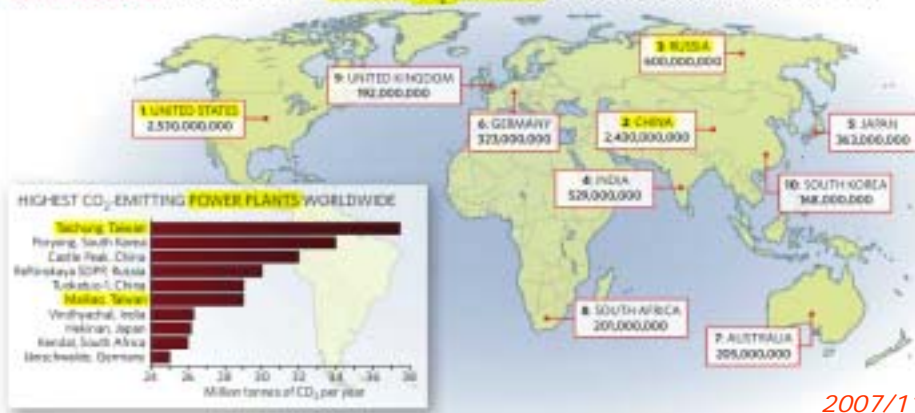 3: RUSSIA
600,000,000
9: UNITED KINGDOM
192,000,000
1: UNITED STATES
2,530,000,000
6: GERMANY
323,000,000
2: CHINA
2,430,000,000
5: JAPAN
363,000,000
4: INDIA
529,000,000
10: SOUTH KOREA
168,000,000
8: SOUTH AFRICA
201,000,000
7: AUSTRALIA
205,000,000
HIGHEST CO₂-EMITTING POWER PLANTS WORLDWIDE
Taichung, Taiwan
Poryong, South Korea
Castle Peak, China
Reftinskaya SDPP, Russia
Tuoketuo-1, China
Mailiao, Taiwan
Vindhyachal, India
Hekinan, Japan
Kendal, South Africa
Janschwalde, Germany
24 26 28 30 32 34 36 38
Million tonnes of CO₂ per year